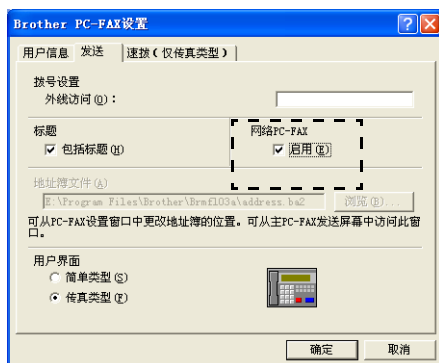 Brother PC-FAX设置
用户信息 发送 速拨(仅传真类型)
拨号设置
外线访问(O)：
标题 网络PC-FAX
包括标题(H) 启用(E)
地址簿文件(A)
E:\Program Files\Brother\Brmfl03a\address.ba2 浏览(B)...
可从PC-FAX设置窗口中更改地址簿的位置。可从主PC-FAX发送屏幕中访问此窗
口。
用户界面
简单类型(S)
传真类型(F)
确定 取消